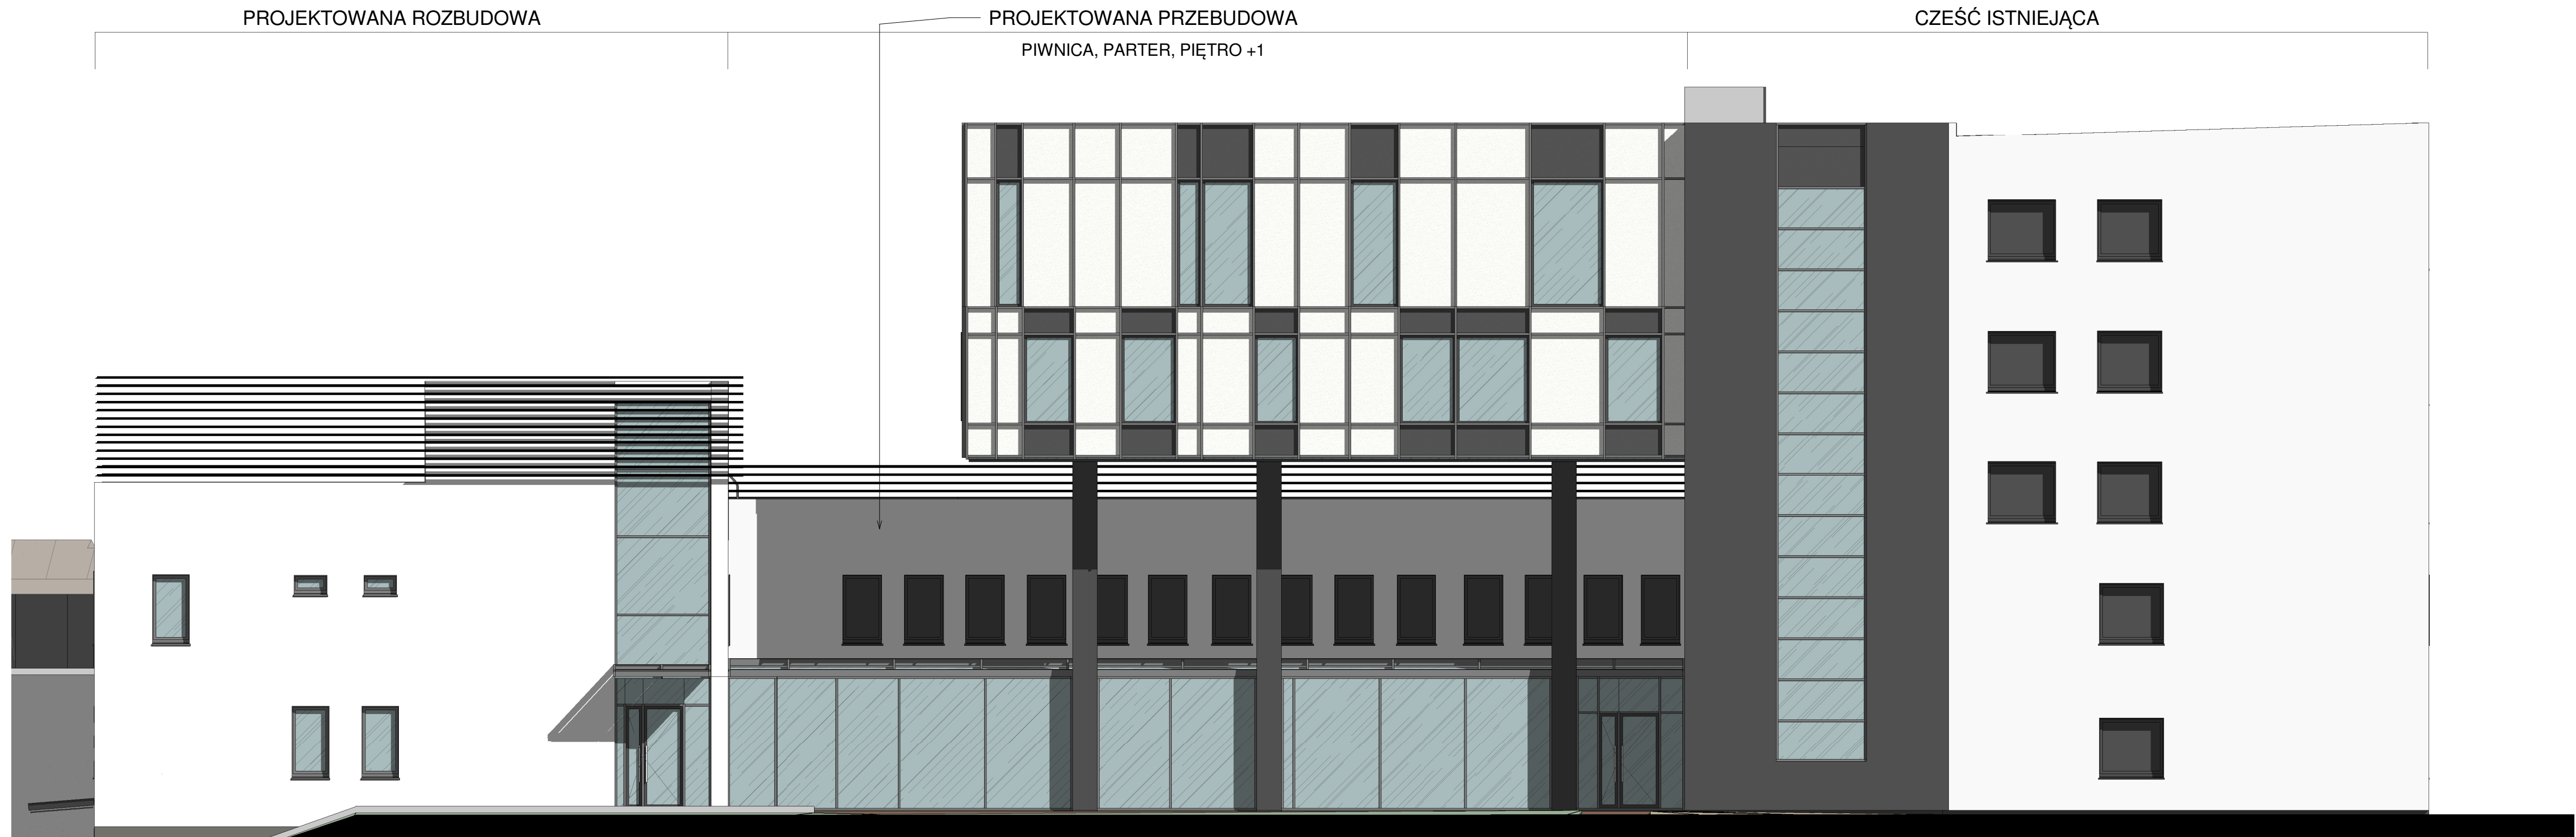 PROJEKTOWANA ROZBUDOWA
PROJEKTOWANA PRZEBUDOWA
PIWNICA, PARTER, PIĘTRO +1
CZEŚĆ ISTNIEJĄCA